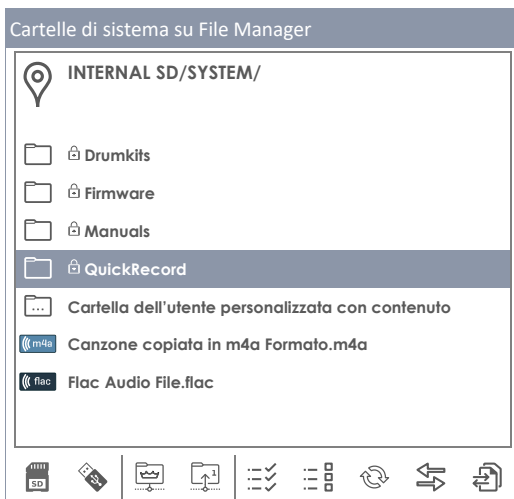 Cartelle di sistema su File Manager
INTERNAL SD/SYSTEM/
Drumkits
Firmware
Manuals
QuickRecord
... Cartella dell'utente personalizzata con contenuto
m4a Canzone copiata in m4a Formato.m4a
flac Flac Audio File.flac
SD 1